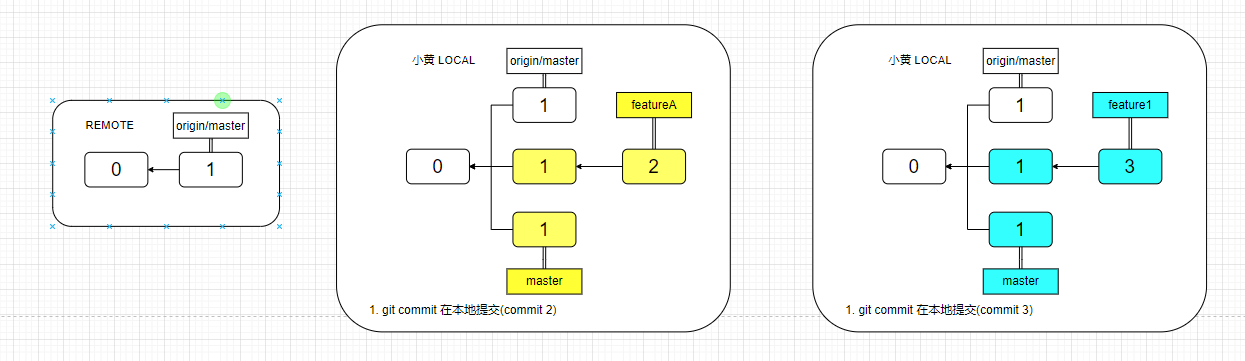 REMOTE
origin/master
0
1
小黄 LOCAL
origin/master
1
featureA
0
1
2
1
master
1. git commit 在本地提交(commit 2)
小黄 LOCAL
origin/master
1
feature1
0
1
3
1
master
1. git commit 在本地提交(commit 3)